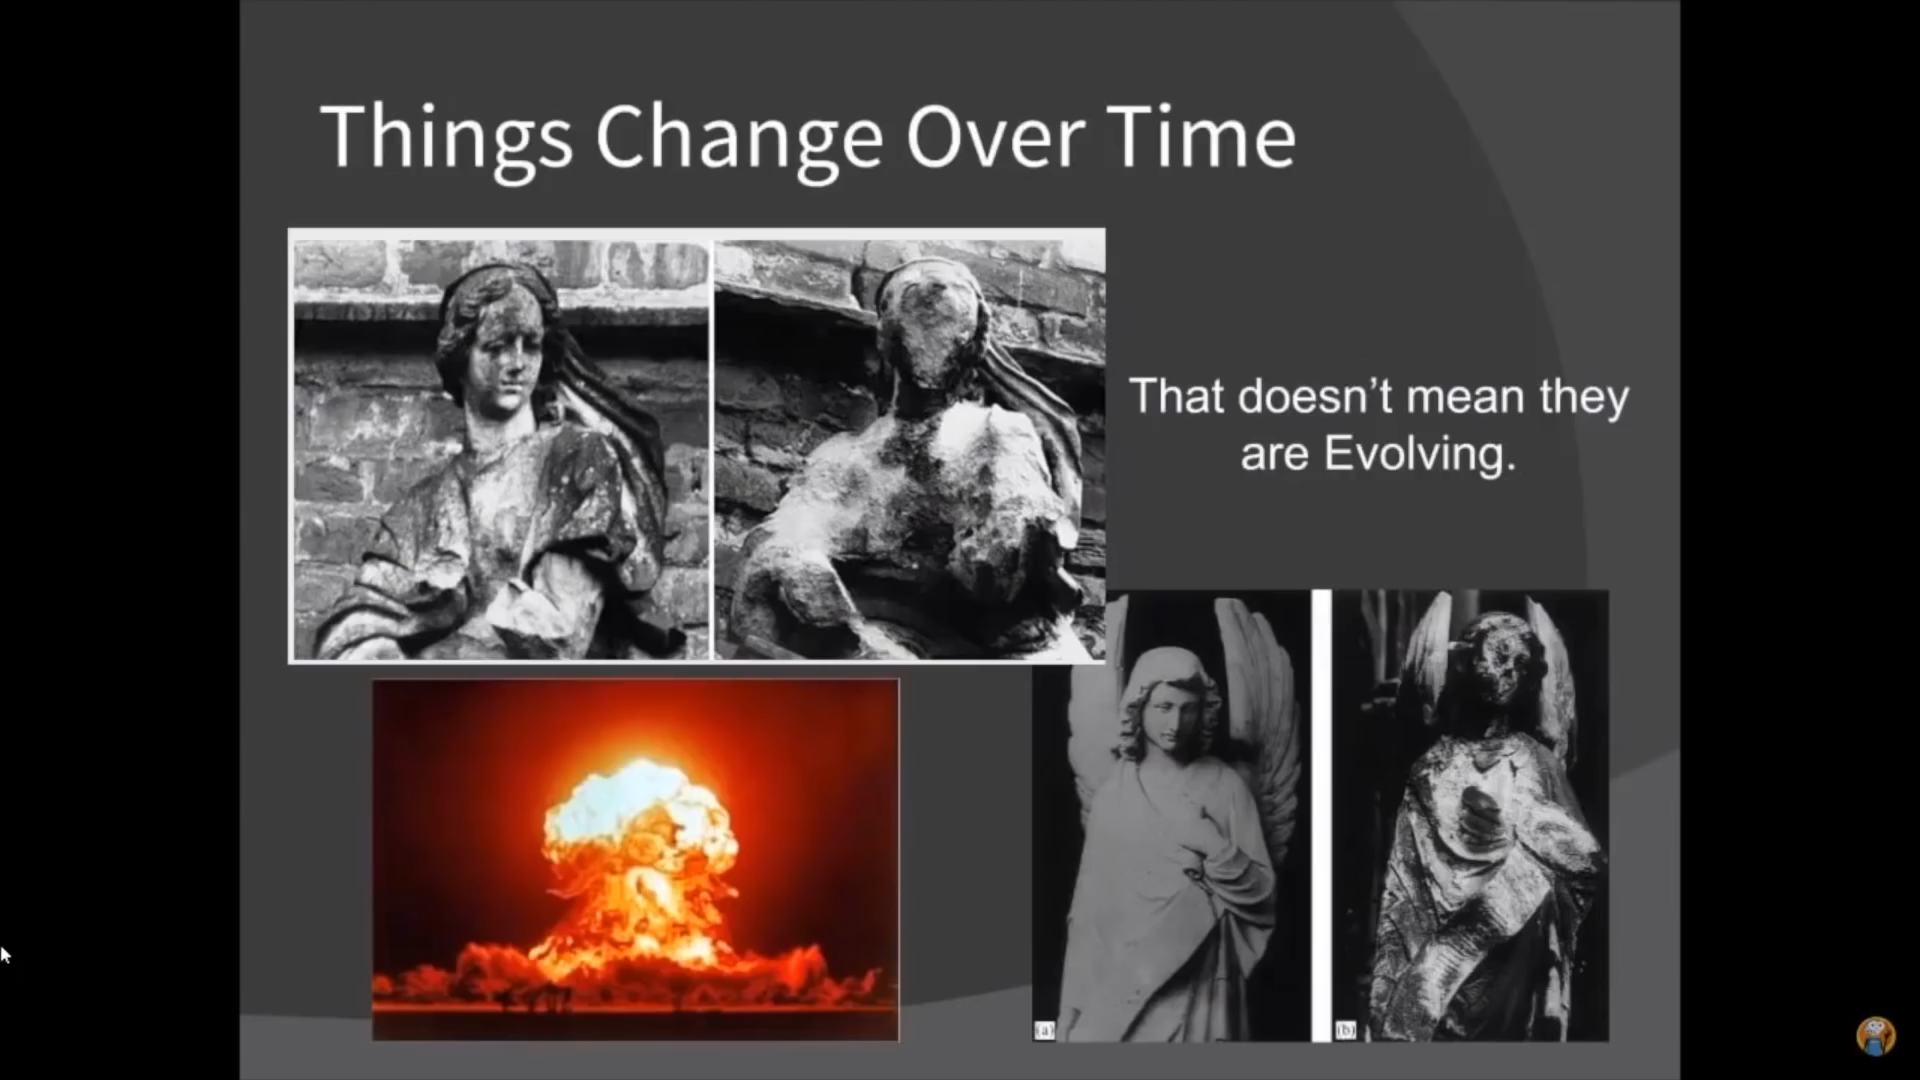 Things Change Over Time
That doesn’t mean they
are Evolving.
(a)
(b)